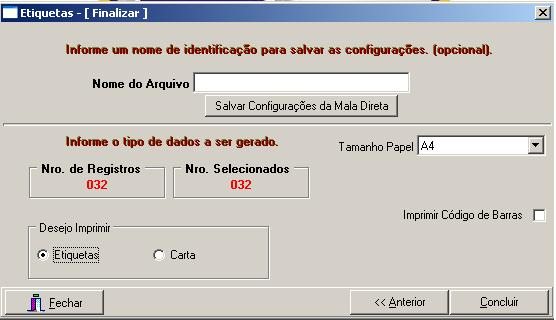 Etiquetas - [ Finalizar ]
Informe um nome de identificação para salvar as configurações. (opcional).
Nome do Arquivo
Salvar Configurações da Mala Direta
Informe o tipo de dados a ser gerado.
Tamanho Papel A4
Nro. de Registros
032
Nro. Selecionados
032
Imprimir Código de Barras
Desejo Imprimir
Etiquetas
Carta
Fechar
<< Anterior
Concluir